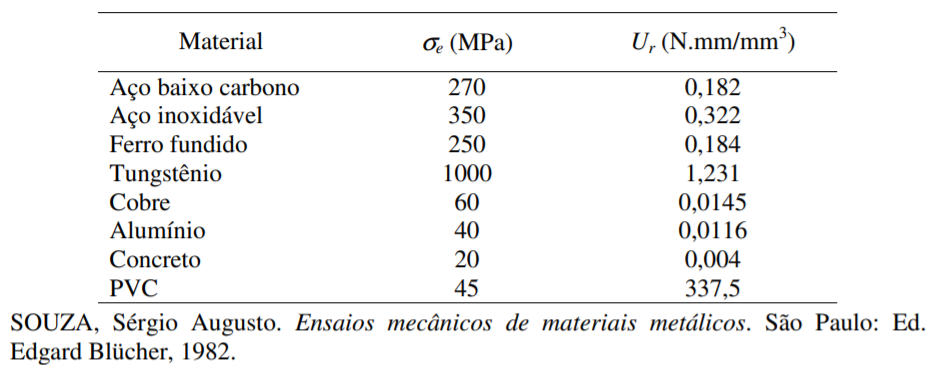 Material σe (MPa) Ur (N.mm/mm³)
Aço baixo carbono 270 0,182
Aço inoxidável 350 0,322
Ferro fundido 250 0,184
Tungstênio 1000 1,231
Cobre 60 0,0145
Alumínio 40 0,0116
Concreto 20 0,004
PVC 45 337,5
SOUZA, Sérgio Augusto. Ensaios mecânicos de materiais metálicos. São Paulo: Ed.
Edgard Blücher, 1982.